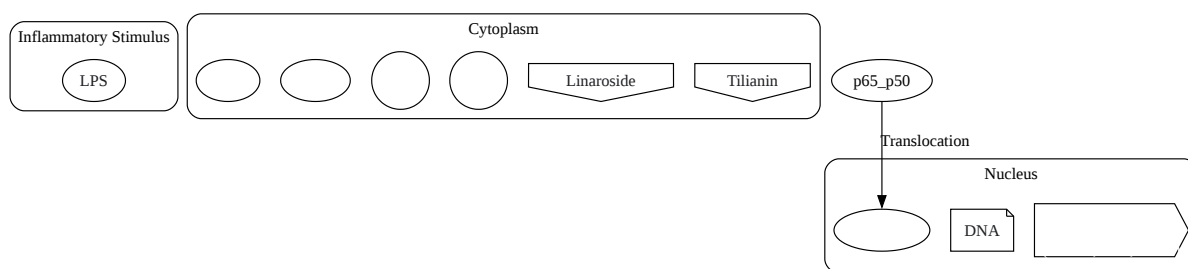 Inflammatory Stimulus
LPS
Cytoplasm
Linaroside
Tilianin
p65_p50
Translocation
Nucleus
DNA